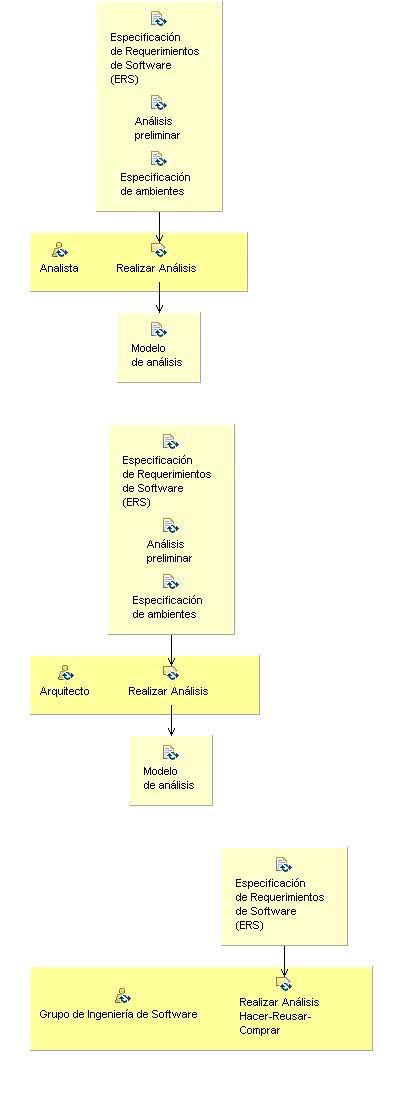 Especificación
de Requerimientos
de Software
(ERS)
Análisis
preliminar
Especificación
de ambientes
Analista
Realizar Análisis
Modelo
de análisis
Especificación
de Requerimientos
de Software
(ERS)
Análisis
preliminar
Especificación
de ambientes
Arquitecto
Realizar Análisis
Modelo
de análisis
Especificación
de Requerimientos
de Software
(ERS)
Grupo de Ingeniería de Software
Realizar Análisis
Hacer-Reusar-
Comprar